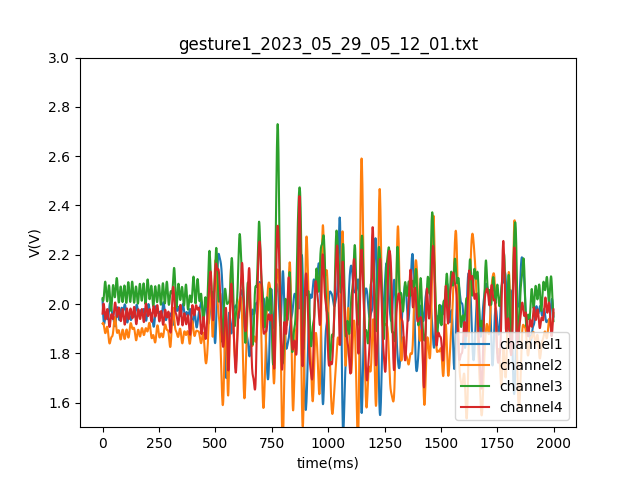 gesture1_2023_05_29_05_12_01.txt
3.0
2.8
2.6
2.4
2.2
2.0
1.8
1.6
V(V)
0 250 500 750 1000 1250 1500 1750 2000
time(ms)
channel1
channel2
channel3
channel4